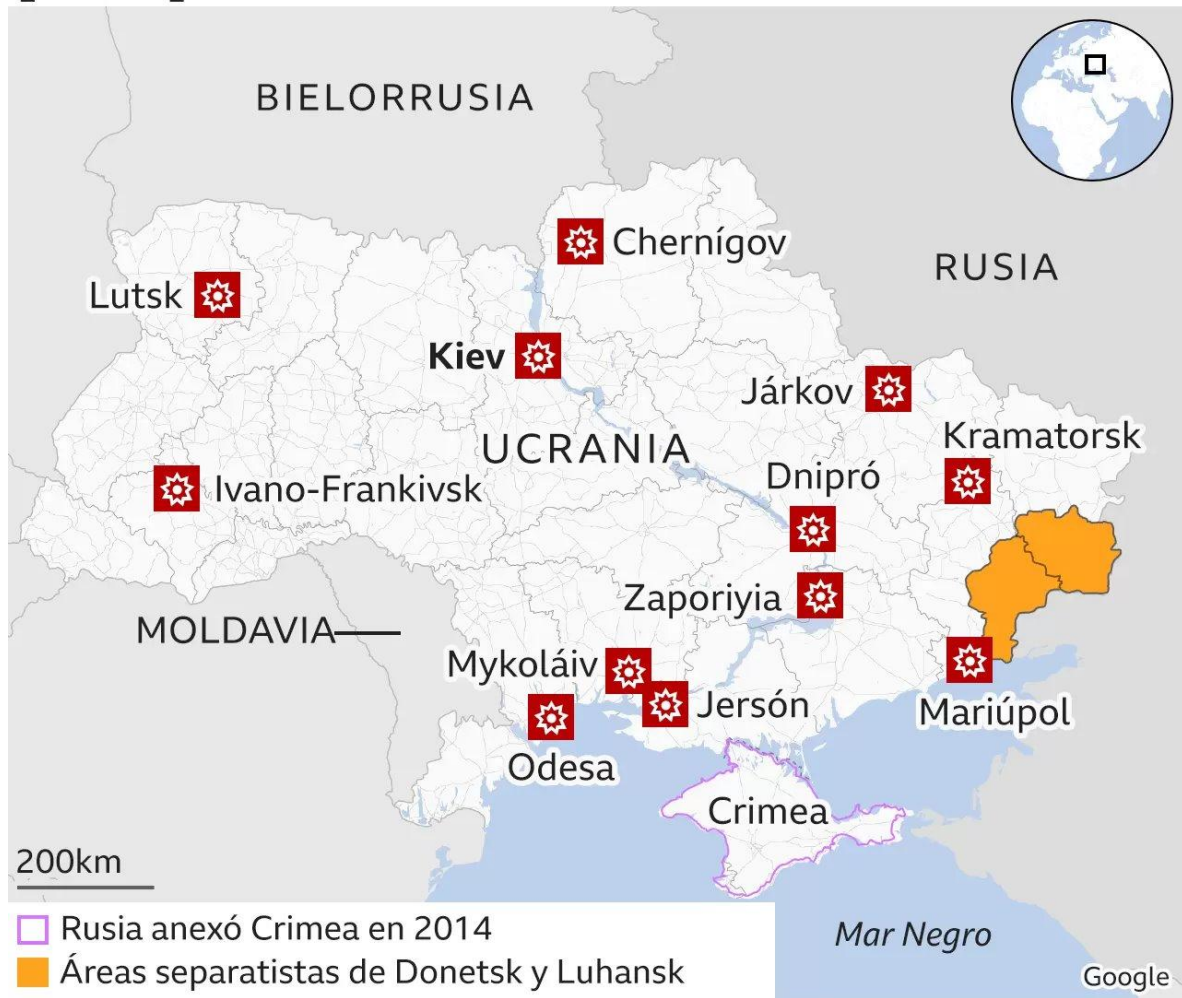 BIELORRUSIA
Chernígov
RUSIA
Lutsk
Kiev
Járkov
Kramatorsk
UCRANIA
Dnipró
Ivano-Frankivsk
Zaporiyia
MOLDAVIA
Mykoláiv
Jersón
Mariúpol
Odesa
Crimea
200km
Rusia anexó Crimea en 2014
Mar Negro
Áreas separatistas de Donetsk y Luhansk
Google